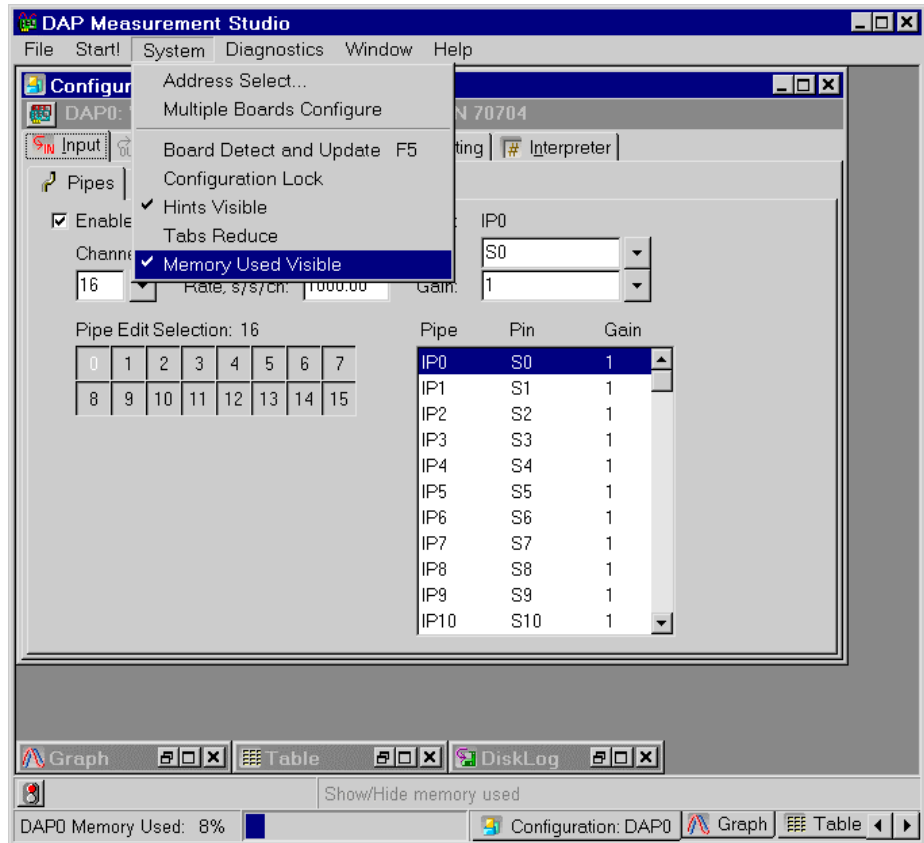 DAP Measurement Studio
File Start! System Diagnostics Window Help
Address Select...
Multiple Boards Configure
Board Detect and Update F5
Configuration Lock
Hints Visible
Tabs Reduce
Memory Used Visible
Configur
DAP0: N 70704
IN Input ting # Interpreter
Pipes
Enable IP0
Channe S0
16 Rate, s/s/ch: 1000.00 Gain: 1
Pipe Edit Selection: 16
0 1 2 3 4 5 6 7
8 9 10 11 12 13 14 15
Pipe Pin Gain
IP0 S0 1
IP1 S1 1
IP2 S2 1
IP3 S3 1
IP4 S4 1
IP5 S5 1
IP6 S6 1
IP7 S7 1
IP8 S8 1
IP9 S9 1
IP10 S10 1
Graph Table DiskLog
Show/Hide memory used
DAP0 Memory Used: 8% Configuration: DAP0 Graph Table